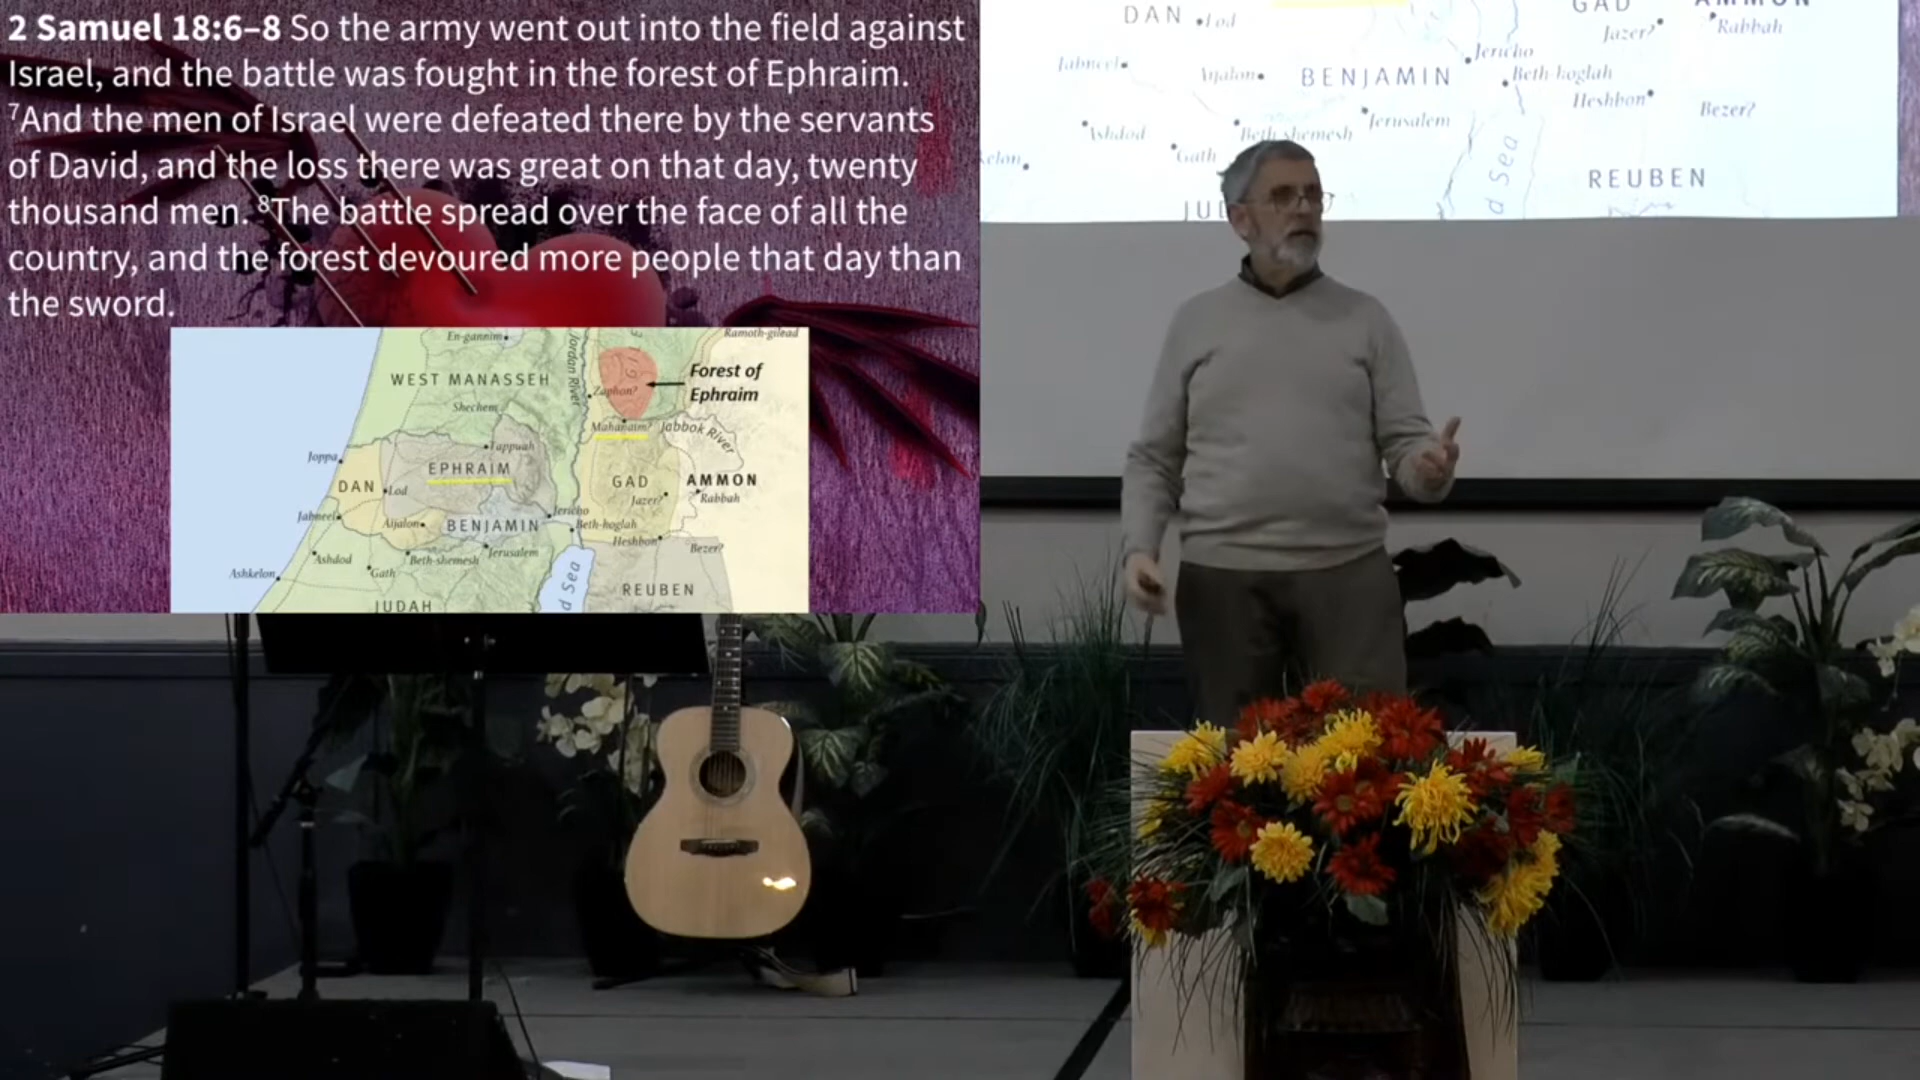 2 Samuel 18:6–8 So the army went out into the field against
Israel, and the battle was fought in the forest of Ephraim.
7And the men of Israel were defeated there by the servants
of David, and the loss there was great on that day, twenty
thousand men. 8The battle spread over the face of all the
country, and the forest devoured more people that day than
the sword.
En-gannim
Ramoth-gilead
Jordan River
WEST MANASSEH
Forest of
Ephraim
Zaphon?
Shechem
Mahanaim?
Jabbok River
Tappuah
Joppa
EPHRAIM
GAD
AMMON
DAN
Lod
Jazer?
Rabbah
Jabneel
Aijalon
BENJAMIN
Jericho
Beth-hoglah
Heshbon
Bezer?
Ashdod
Beth-shemesh
Jerusalem
Gath
Ashkelon
d Sea
REUBEN
JUDAH
DAN
Lod
GAD
AMMON
Jazer?
Rabbah
Jericho
Jabneel
Aijalon
BENJAMIN
Beth-hoglah
Heshbon
Bezer?
Ashdod
Beth-shemesh
Jerusalem
Gath
kelon
d Sea
REUBEN
JUD